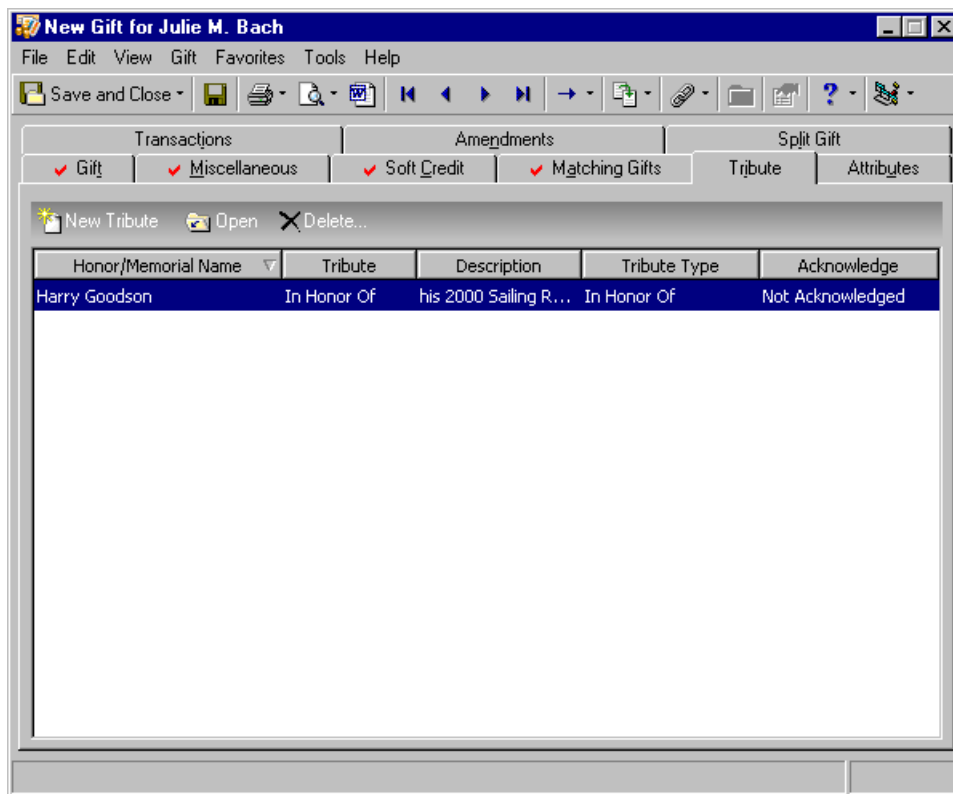 New Gift for Julie M. Bach
File Edit View Gift Favorites Tools Help
Save and Close
Transactions Amendments Split Gift
Gift Miscellaneous Soft Credit Matching Gifts Tribute Attributes
New Tribute Open Delete...
Honor/Memorial Name Tribute Description Tribute Type Acknowledge
Harry Goodson In Honor Of his 2000 Sailing R... In Honor Of Not Acknowledged